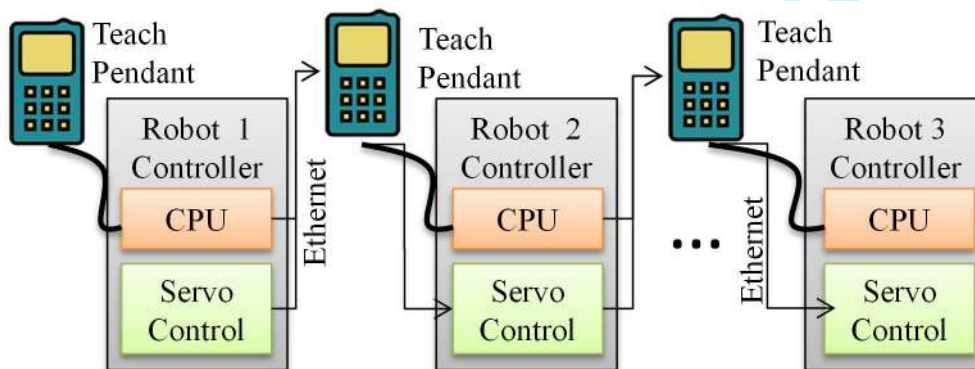 Teach
Pendant
Robot 1
Controller
CPU
Servo
Control
Ethernet
Teach
Pendant
Robot 2
Controller
CPU
Servo
Control
...
Teach
Pendant
Robot 3
Controller
CPU
Servo
Control
Ethernet